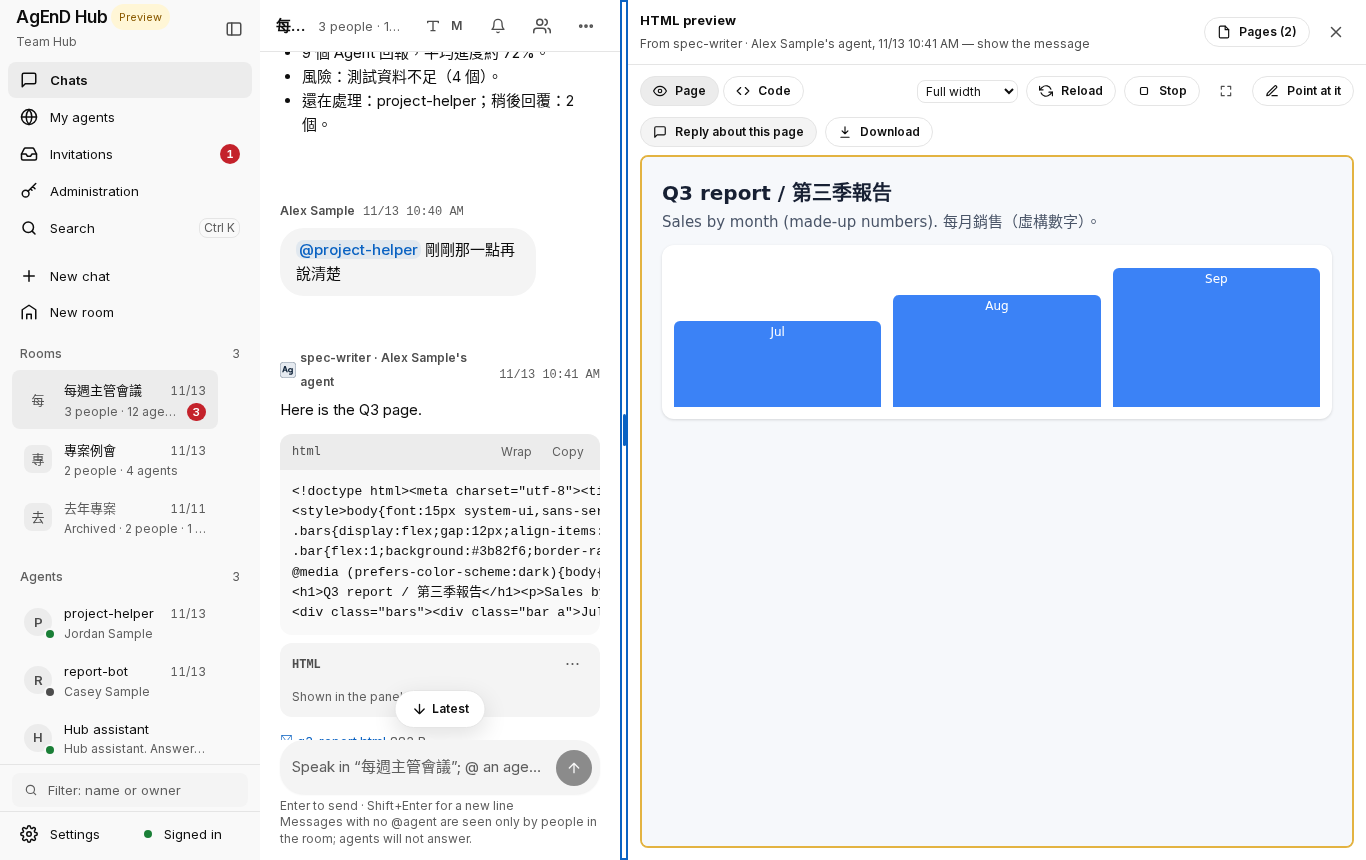 AgEnD Hub
Preview
Team Hub
Chats
My agents
Invitations
1
Administration
Search
Ctrl K
New chat
New room
Rooms
3
每
每週主管會議
11/13
3 people · 12 age…
3
專
專案例會
11/13
2 people · 4 agents
去
去年專案
11/11
Archived · 2 people · 1 …
Agents
3
P
project-helper
11/13
Jordan Sample
R
report-bot
11/13
Casey Sample
H
Hub assistant
Hub assistant. Answer…
Filter: name or owner
Settings
Signed in
每…
3 people · 1…
M
9 個 Agent 回報，平均進度約 72%。
風險：測試資料不足（4 個）。
還在處理：project-helper；稍後回覆：2
個。
Alex Sample 11/13 10:40 AM
@project-helper 剛剛那一點再
說清楚
Ag
spec-writer · Alex Sample's
agent
11/13 10:41 AM
Here is the Q3 page.
html
Wrap
Copy
<!doctype html><meta charset="utf-8"><ti
<style>body{font:15px system-ui,sans-ser
.bars{display:flex;gap:12px;align-items:
.bar{flex:1;background:#3b82f6;border-ra
@media (prefers-color-scheme:dark){body{
<h1>Q3 report / 第三季報告</h1><p>Sales by
<div class="bars"><div class="bar a">Jul
HTML
Shown in the panel
Latest
Speak in “每週主管會議”; @ an age…
Enter to send · Shift+Enter for a new line
Messages with no @agent are seen only by people in
the room; agents will not answer.
HTML preview
From spec-writer · Alex Sample's agent, 11/13 10:41 AM — show the message
Pages (2)
Page
Code
Full width
Reload
Stop
Point at it
Reply about this page
Download
Q3 report / 第三季報告
Sales by month (made-up numbers). 每月銷售（虛構數字）。
Jul
Aug
Sep